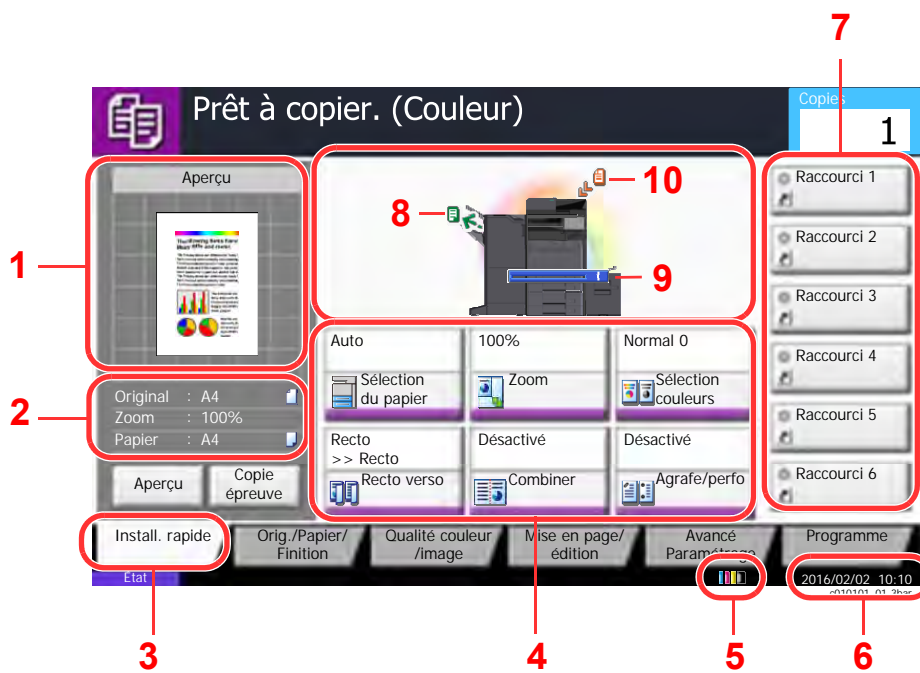 7
Prêt à copier. (Couleur)
Copies
1
Aperçu
10
8
9
1
Raccourci 1
Raccourci 2
Raccourci 3
Raccourci 4
Raccourci 5
Raccourci 6
2
Original : A4
Zoom : 100%
Papier : A4
Auto
Sélection
du papier
100%
Zoom
Normal 0
Sélection
couleurs
Recto
>> Recto
Recto verso
Désactivé
Combiner
Désactivé
Agrafe/perfo
Aperçu
Copie
épreuve
Install. rapide
Orig./Papier/
Finition
Qualité couleur
/image
Mise en page/
édition
Avancé
Paramétrage
Programme
État
2016/02/02 10:10
3
4
5
6